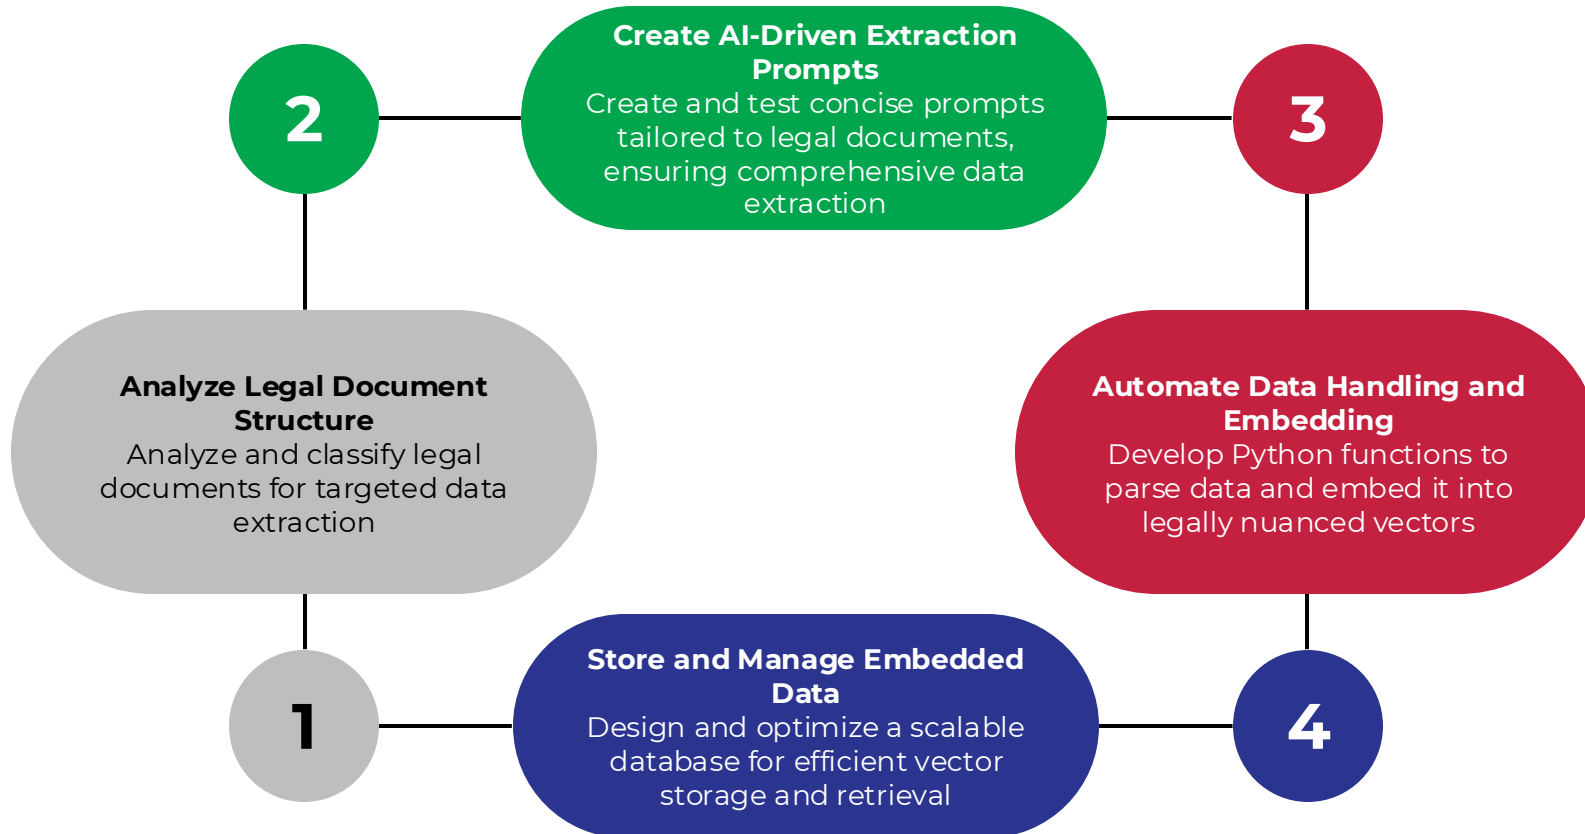 2
Create AI-Driven Extraction
Prompts
Create and test concise prompts
tailored to legal documents,
ensuring comprehensive data
extraction
3
Analyze Legal Document
Structure
Analyze and classify legal
documents for targeted data
extraction
Automate Data Handling and
Embedding
Develop Python functions to
parse data and embed it into
legally nuanced vectors
1
Store and Manage Embedded
Data
Design and optimize a scalable
database for efficient vector
storage and retrieval
4